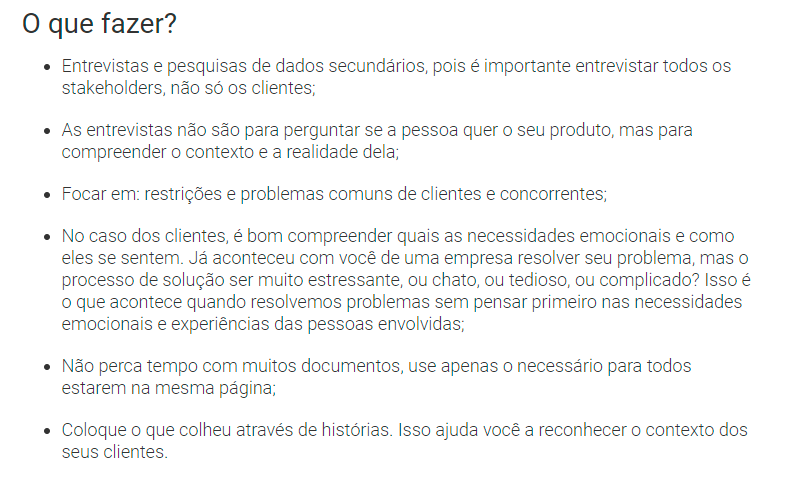 O que fazer?
• Entrevistas e pesquisas de dados secundários, pois é importante entrevistar todos os
stakeholders, não só os clientes;
• As entrevistas não são para perguntar se a pessoa quer o seu produto, mas para
compreender o contexto e a realidade dela;
• Focar em: restrições e problemas comuns de clientes e concorrentes;
• No caso dos clientes, é bom compreender quais as necessidades emocionais e como
eles se sentem. Já aconteceu com você de uma empresa resolver seu problema, mas o
processo de solução ser muito estressante, ou chato, ou tedioso, ou complicado? Isso é
o que acontece quando resolvemos problemas sem pensar primeiro nas necessidades
emocionais e experiências das pessoas envolvidas;
• Não perca tempo com muitos documentos, use apenas o necessário para todos
estarem na mesma página;
• Coloque o que colheu através de histórias. Isso ajuda você a reconhecer o contexto dos
seus clientes.